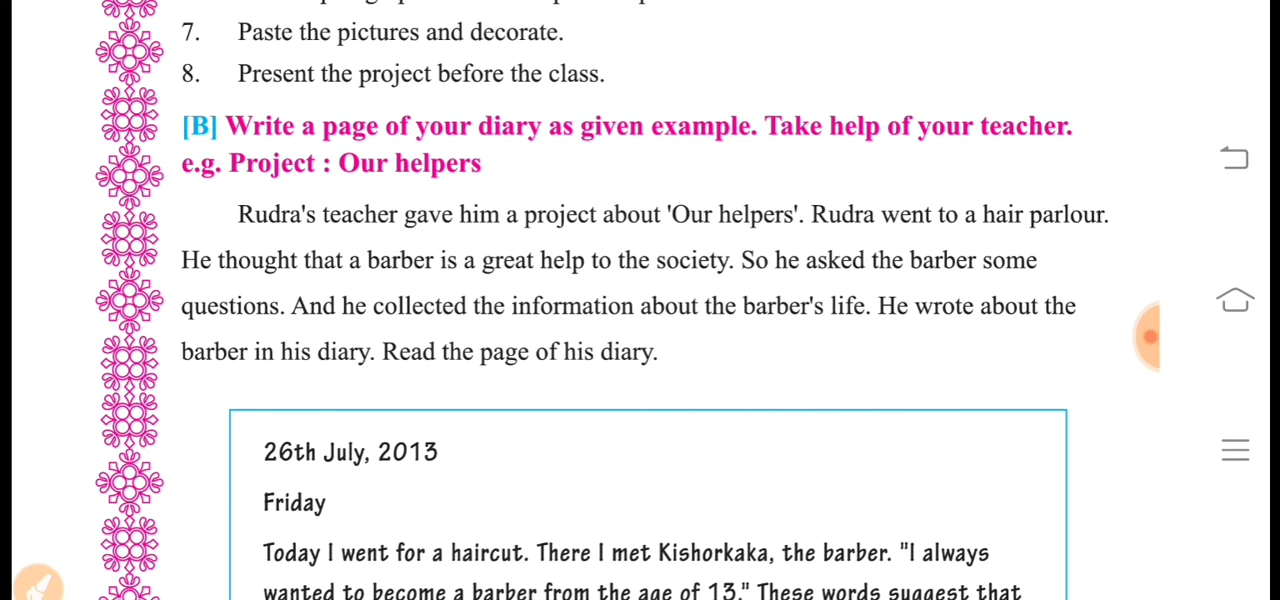 7. Paste the pictures and decorate.
8. Present the project before the class.
[B] Write a page of your diary as given example. Take help of your teacher.
e.g. Project : Our helpers
Rudra's teacher gave him a project about 'Our helpers'. Rudra went to a hair parlour.
He thought that a barber is a great help to the society. So he asked the barber some
questions. And he collected the information about the barber's life. He wrote about the
barber in his diary. Read the page of his diary.
26th July, 2013
Friday
Today I went for a haircut. There I met Kishorkaka, the barber. "I always
wanted to become a barber from the age of 13." These words suggest that